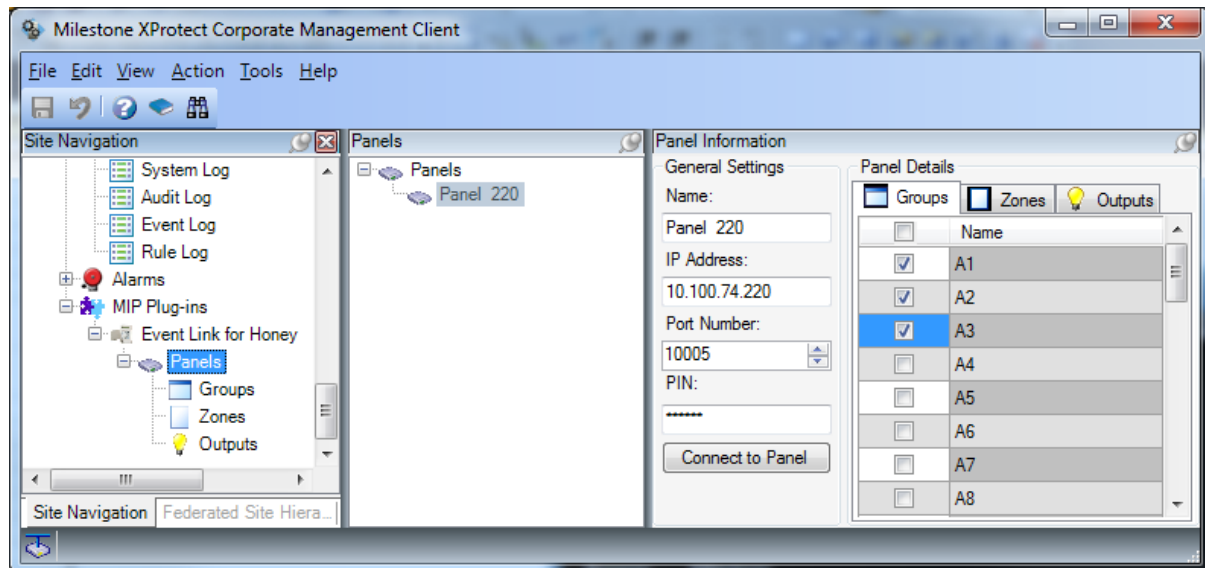 Milestone XProtect Corporate Management Client
File Edit View Action Tools Help
Site Navigation
System Log
Audit Log
Event Log
Rule Log
Alarms
MIP Plug-ins
Event Link for Honey
Panels
Groups
Zones
Outputs
Site Navigation
Federated Site Hiera...
Panels
Panels
Panel 220
Panel Information
General Settings
Name:
Panel 220
IP Address:
10.100.74.220
Port Number:
10005
PIN:
******
Connect to Panel
Panel Details
Groups Zones Outputs
Name
A1
A2
A3
A4
A5
A6
A7
A8